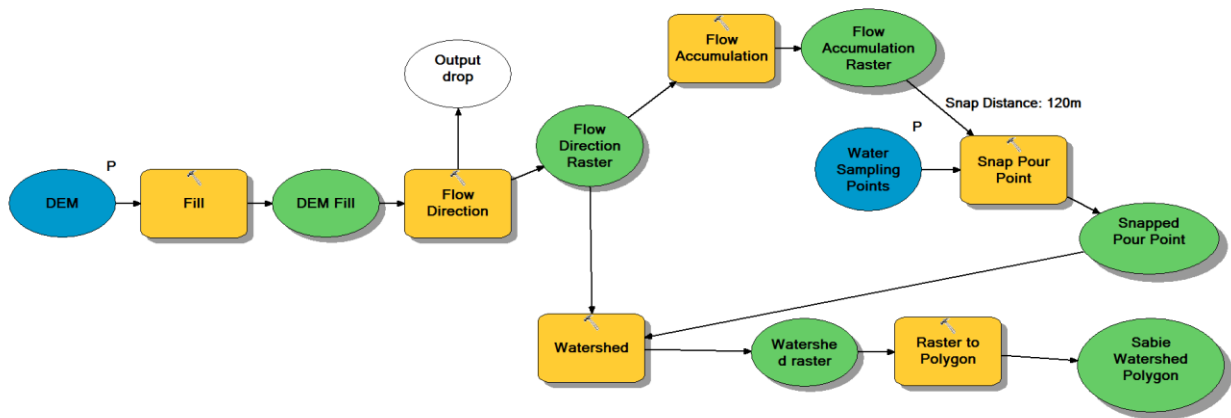 Flow
Accumulation
Flow
Accumulation
Raster
Output
drop
Snap Distance: 120m
P
Flow
Direction
Raster
Water
Sampling
Points
Snap Pour
Point
P
DEM
Fill
DEM Fill
Flow
Direction
Snapped
Pour Point
Watershed
Watershe
d raster
Raster to
Polygon
Sabie
Watershed
Polygon